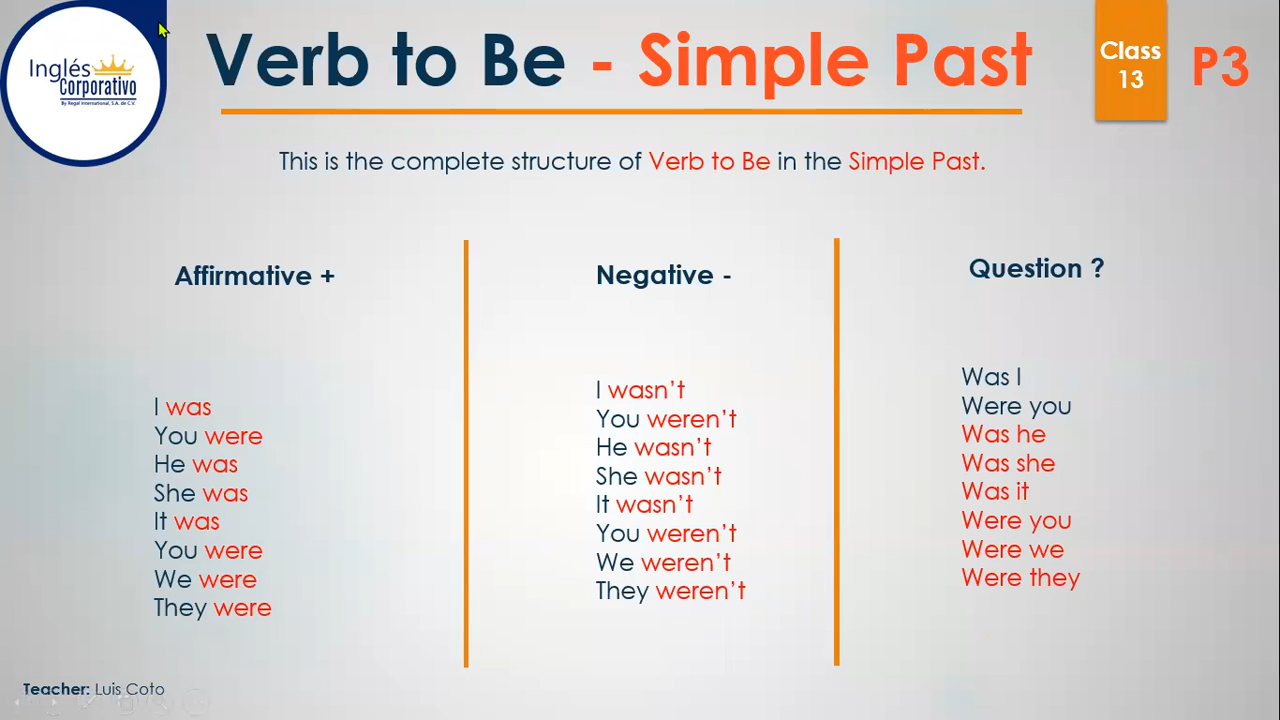 Inglés
Corporativo
By Regal International, S.A. de C.V.
Verb to Be - Simple Past
Class
13
P3
This is the complete structure of Verb to Be in the Simple Past.
Affirmative +
I was
You were
He was
She was
It was
You were
We were
They were
Negative -
I wasn’t
You weren’t
He wasn’t
She wasn’t
It wasn’t
You weren’t
We weren’t
They weren’t
Question ?
Was I
Were you
Was he
Was she
Was it
Were you
Were we
Were they
Teacher: Luis Coto